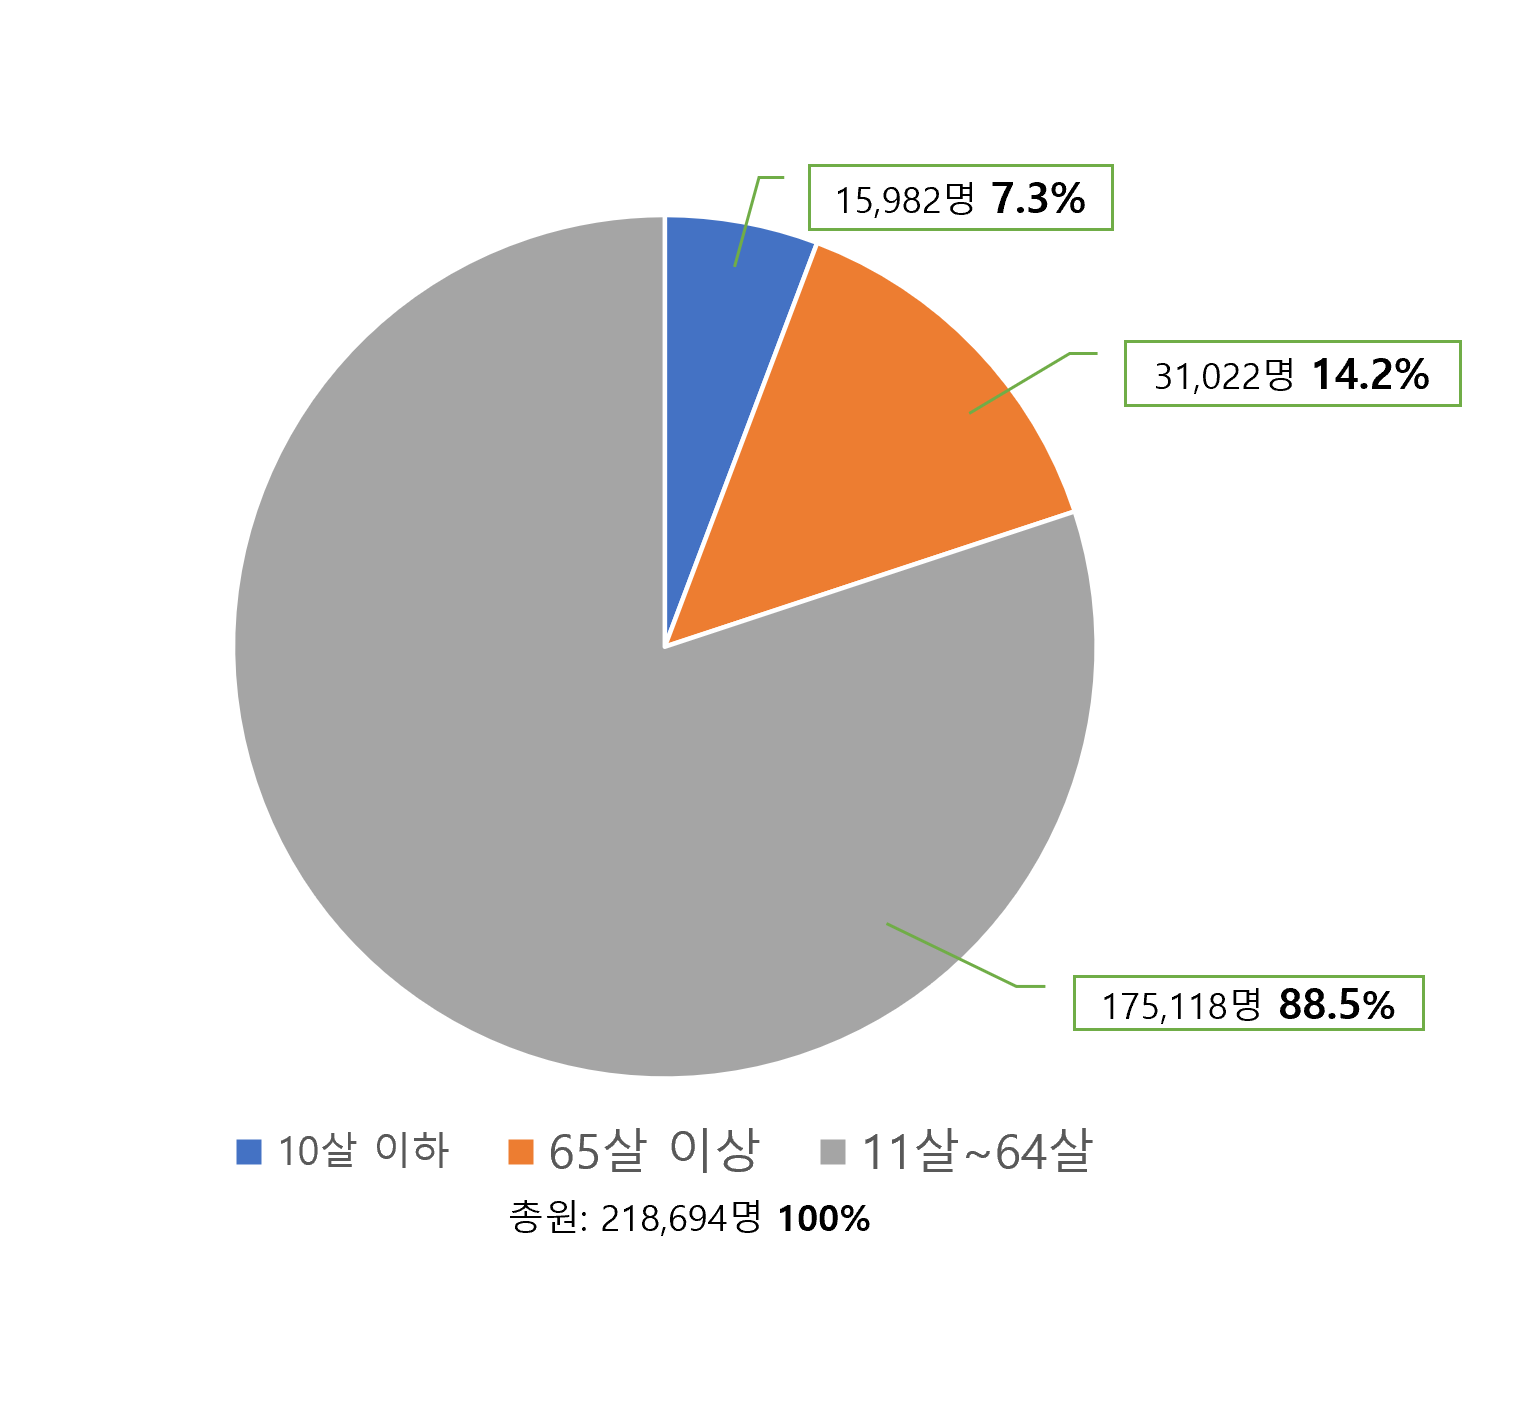 15,982명 7.3%
31,022명 14.2%
175,118명 88.5%
10살 이하 65살 이상 11살~64살
총원: 218,694명 100%